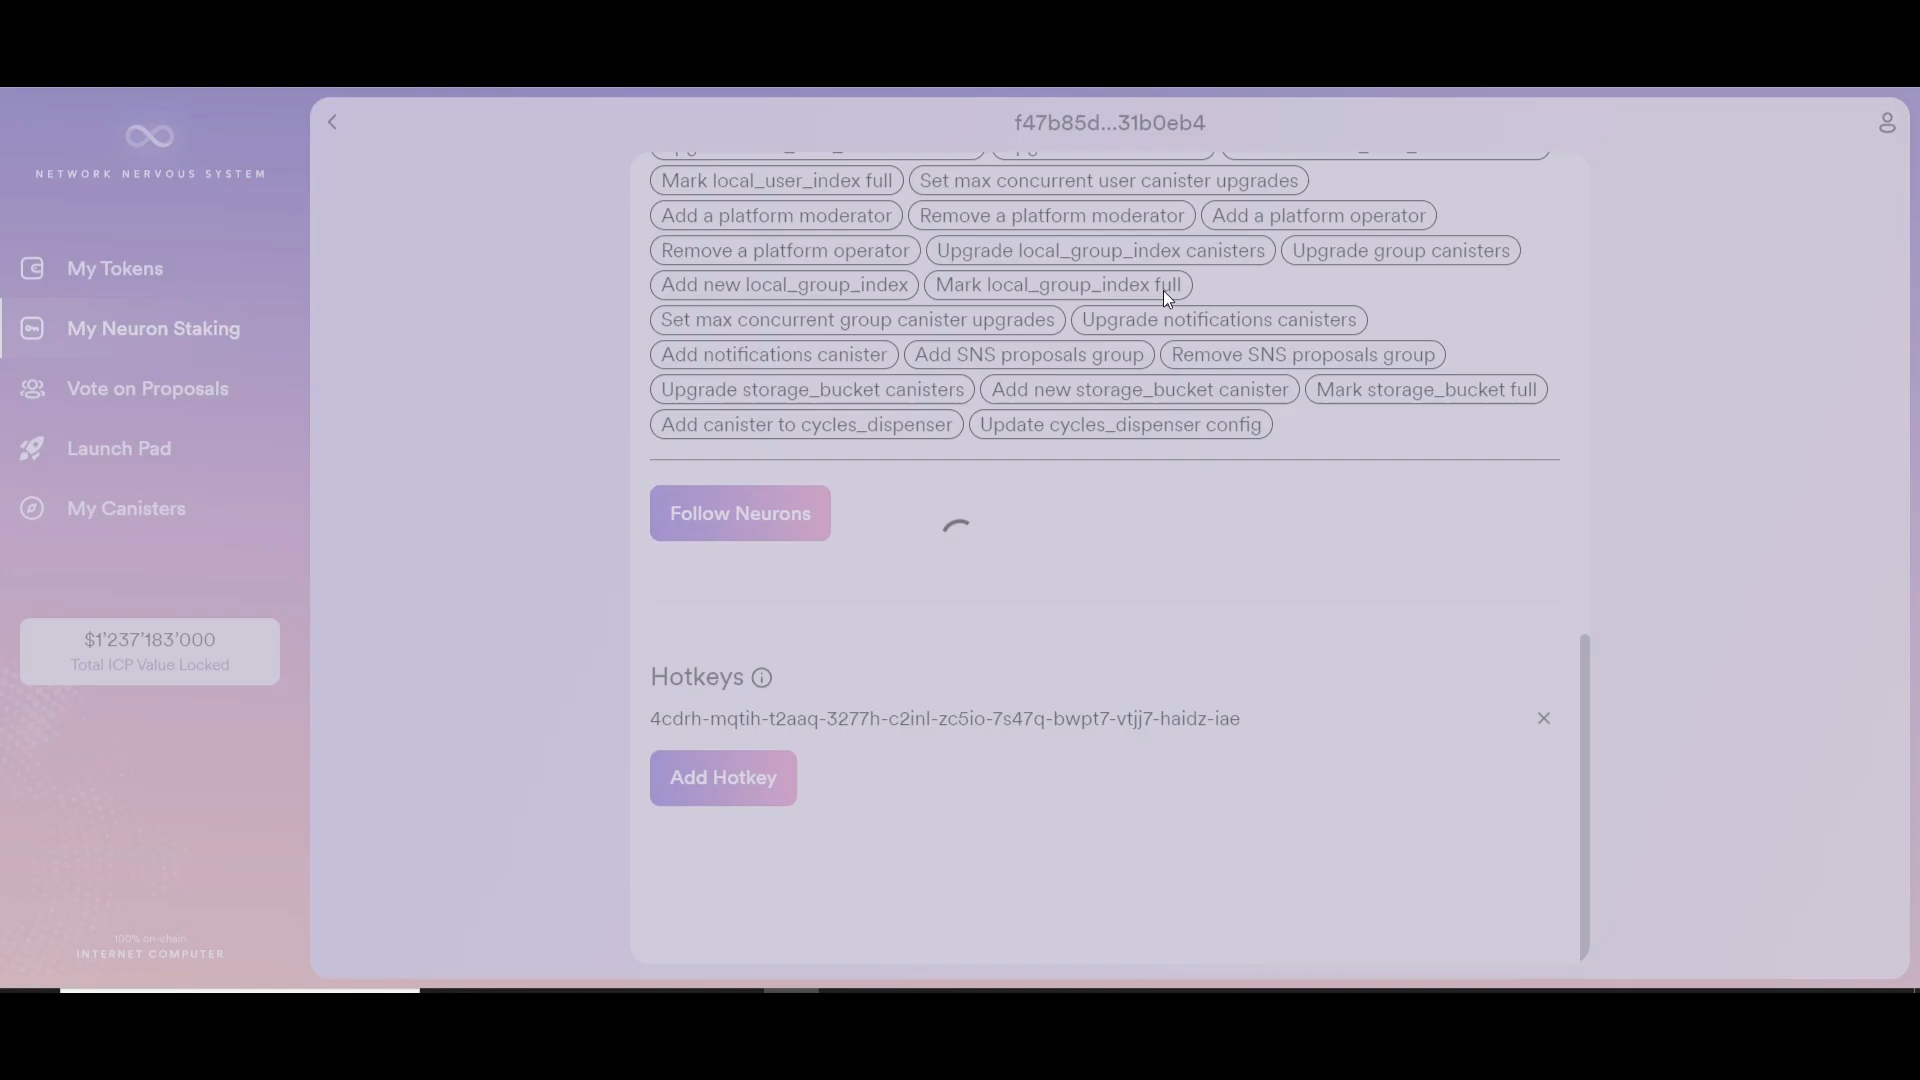 f47b85d...31b0eb4
NETWORK NERVOUS SYSTEM
My Tokens
My Neuron Staking
Vote on Proposals
Launch Pad
My Canisters
$1’237’183’000
Total ICP Value Locked
100% on-chain
INTERNET COMPUTER
Mark local_user_index full Set max concurrent user canister upgrades
Add a platform moderator Remove a platform moderator Add a platform operator
Remove a platform operator Upgrade local_group_index canisters Upgrade group canisters
Add new local_group_index Mark local_group_index full
Set max concurrent group canister upgrades Upgrade notifications canisters
Add notifications canister Add SNS proposals group Remove SNS proposals group
Upgrade storage_bucket canisters Add new storage_bucket canister Mark storage_bucket full
Add canister to cycles_dispenser Update cycles_dispenser config
Follow Neurons
Hotkeys
4cdrh-mqtih-t2aaq-3277h-c2inl-zc5io-7s47q-bwpt7-vtjj7-haidz-iae
Add Hotkey